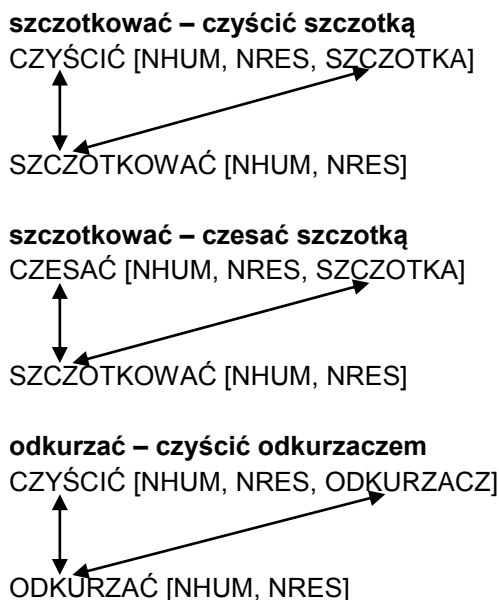 szczotkować – czyścić szczotką
CZYŚCIĆ [NHUM, NRES, SZCZOTKA]
SZCZOTKOWAĆ [NHUM, NRES]
szczotkować – czesać szczotką
CZESAĆ [NHUM, NRES, SZCZOTKA]
SZCZOTKOWAĆ [NHUM, NRES]
odkurzać – czyścić odkurzaczem
CZYŚCIĆ [NHUM, NRES, ODKURZACZ]
ODKURZAĆ [NHUM, NRES]